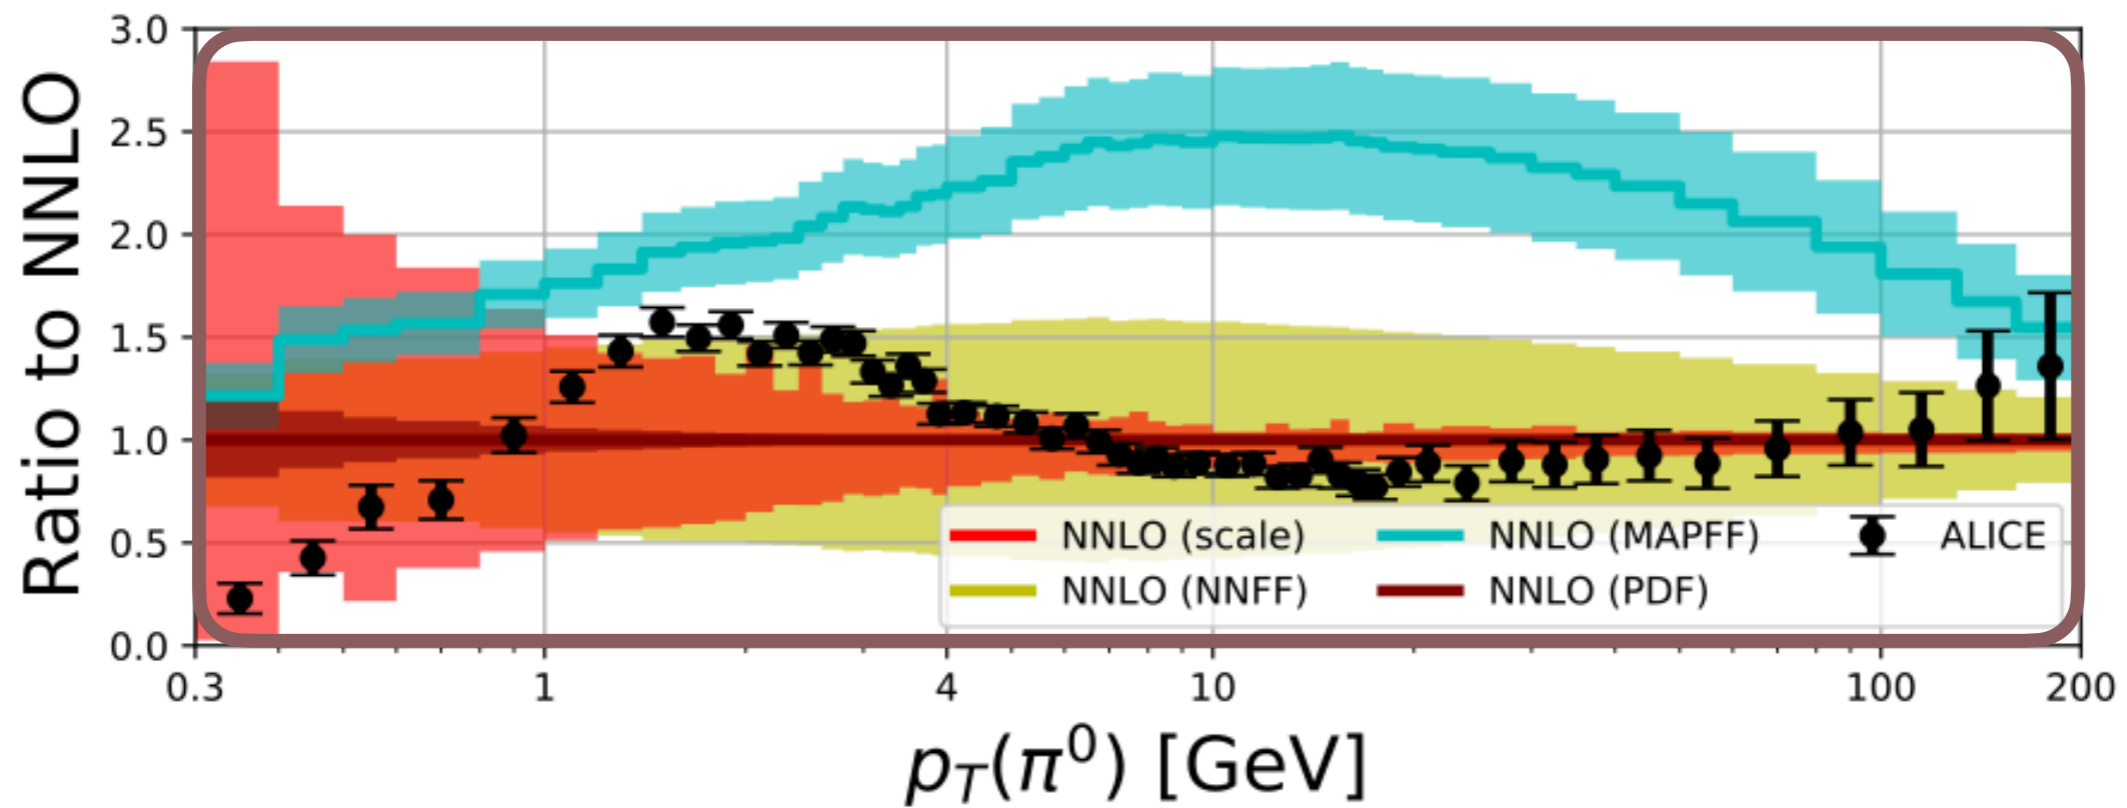 Ratio to NNLO
3.0
2.5
2.0
1.5
1.0
0.5
0.0
NNLO (scale)
NNLO (NNFF)
NNLO (MAPFF)
NNLO (PDF)
ALICE
0.3 1 4 10 100 200
p_T(π⁰) [GeV]